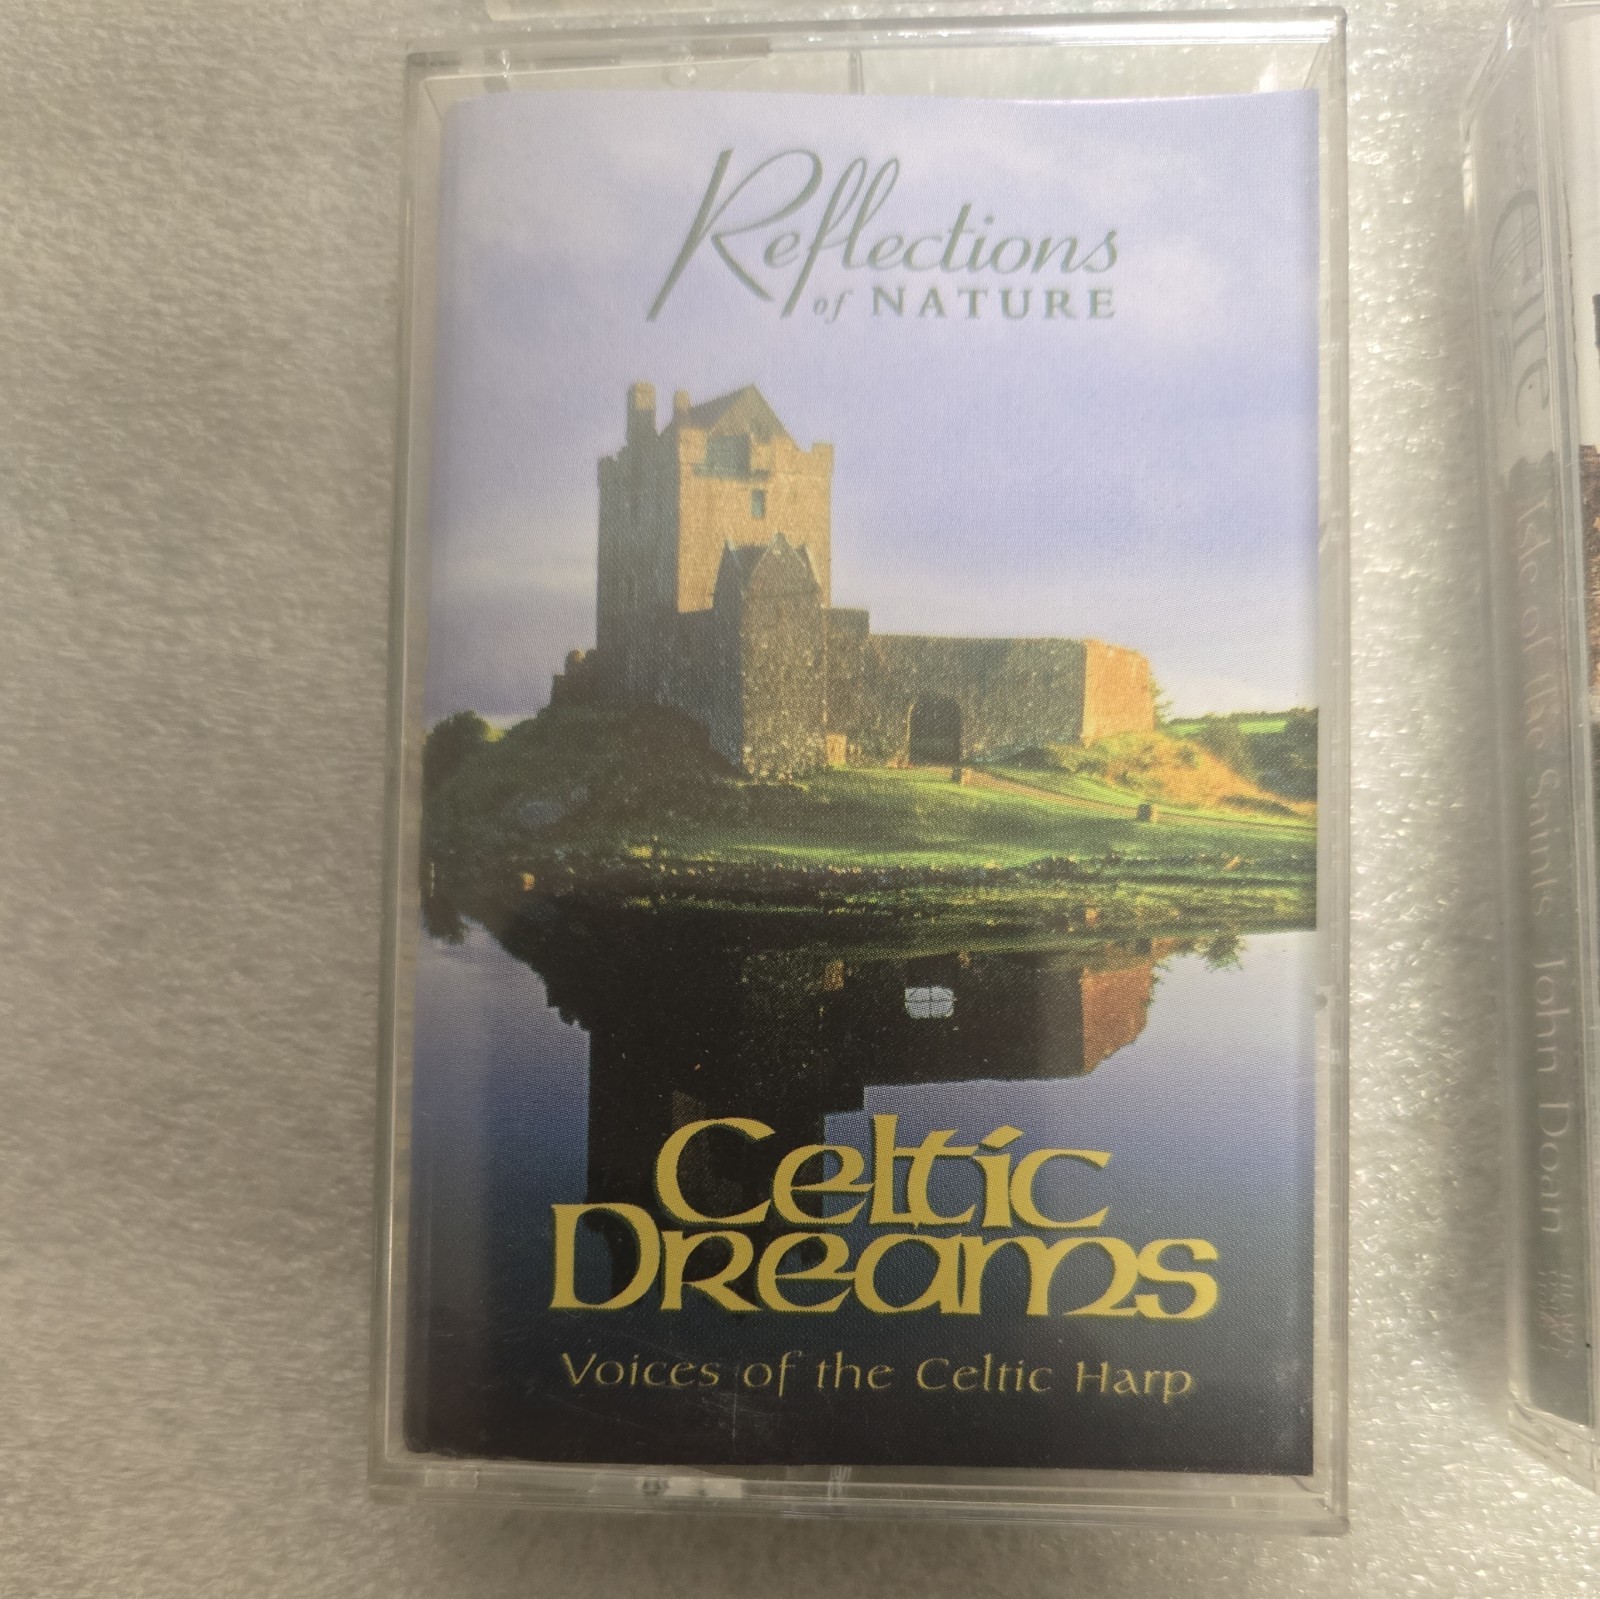 Reflections
of NATURE
Celtic
Dreams
Voices of the Celtic Harp
Isle of the Saints John Doan